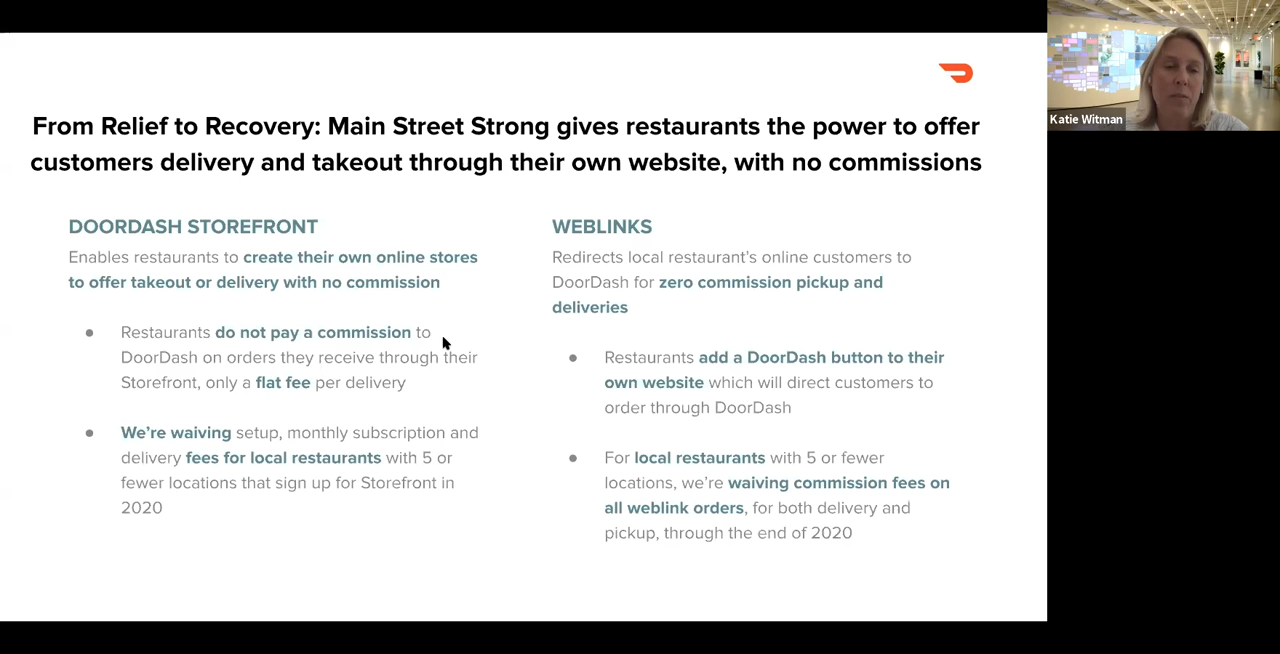 From Relief to Recovery: Main Street Strong gives restaurants the power to offer
customers delivery and takeout through their own website, with no commissions
DOORDASH STOREFRONT
Enables restaurants to create their own online stores
to offer takeout or delivery with no commission
● Restaurants do not pay a commission to
DoorDash on orders they receive through their
Storefront, only a flat fee per delivery
● We’re waiving setup, monthly subscription and
delivery fees for local restaurants with 5 or
fewer locations that sign up for Storefront in
2020
WEBLINKS
Redirects local restaurant’s online customers to
DoorDash for zero commission pickup and
deliveries
● Restaurants add a DoorDash button to their
own website which will direct customers to
order through DoorDash
● For local restaurants with 5 or fewer
locations, we’re waiving commission fees on
all weblink orders, for both delivery and
pickup, through the end of 2020
Katie Witman